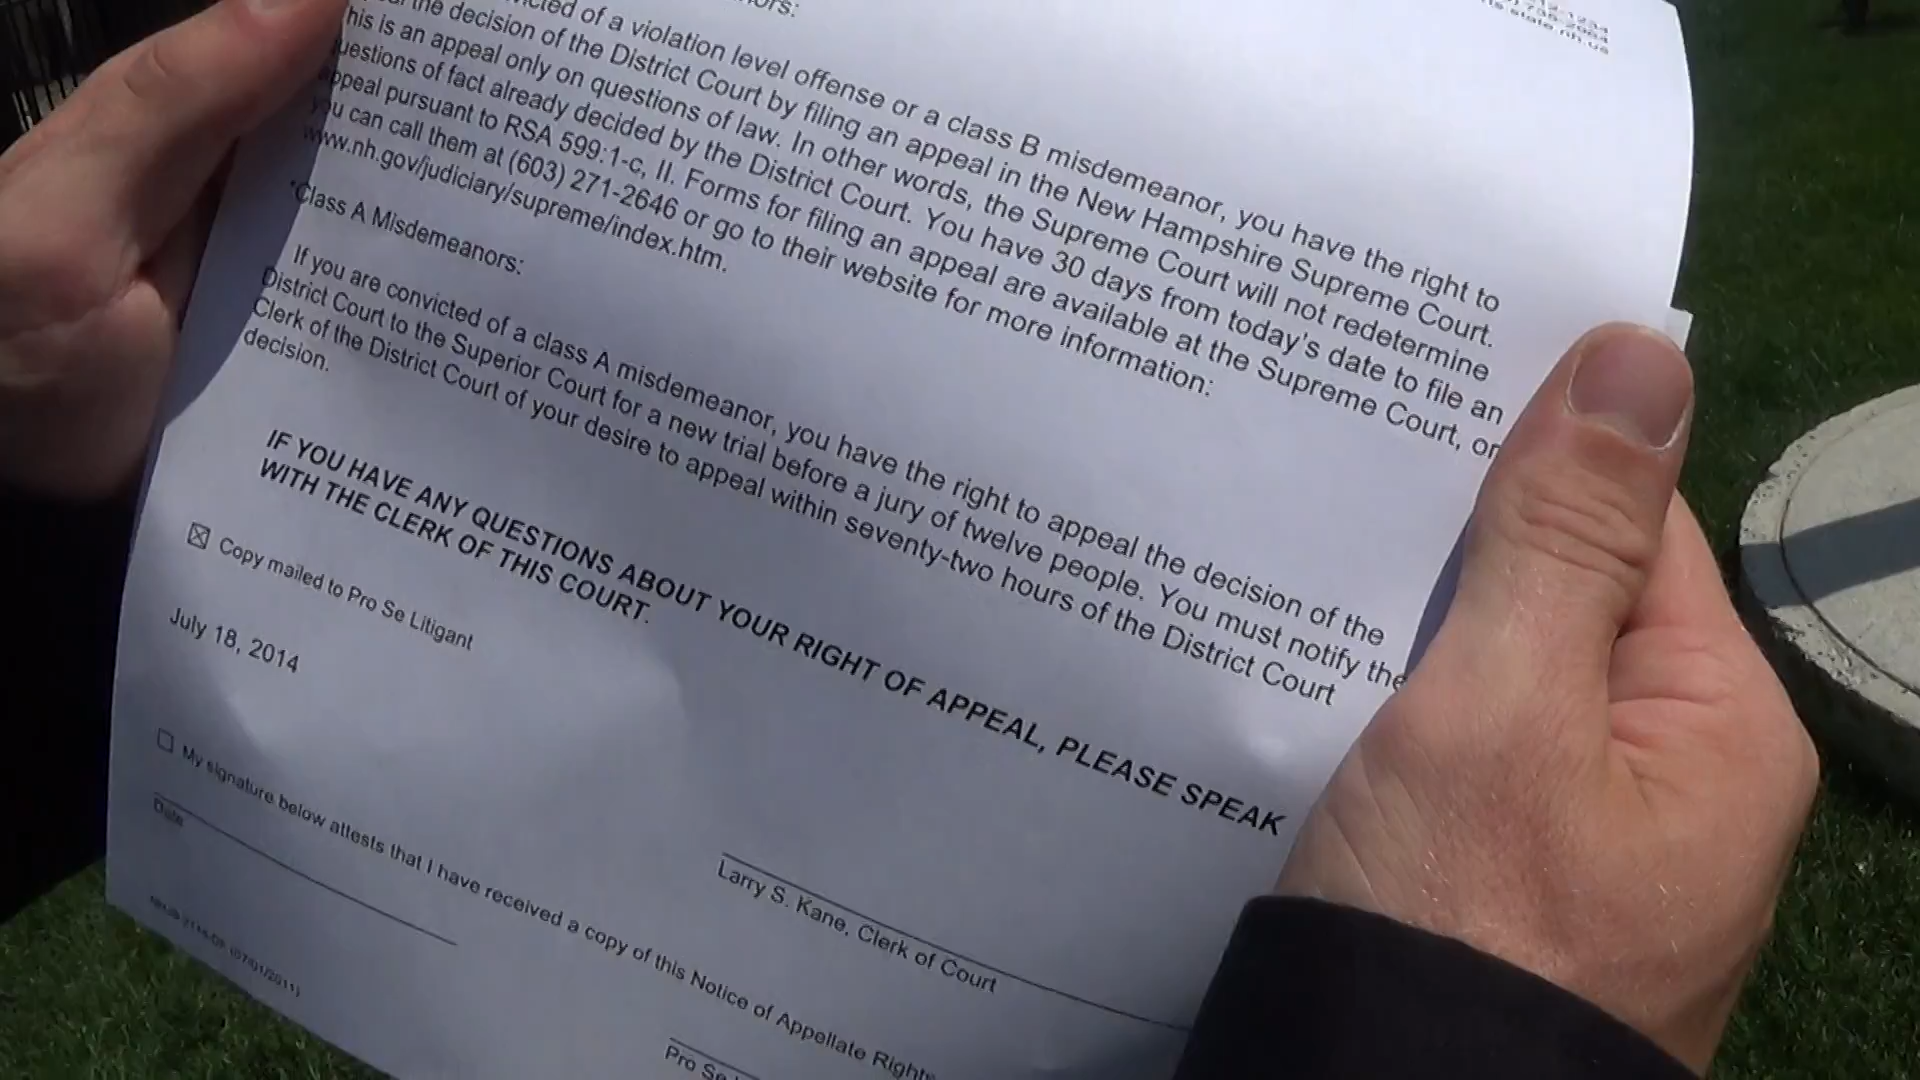 of a violation level offense or a class B misdemeanor, you have the right to
the decision of the District Court by filing an appeal in the New Hampshire Supreme Court.
his is an appeal only on questions of law. In other words, the Supreme Court will not redetermine
uestions of fact already decided by the District Court. You have 30 days from today's date to file an
ppeal pursuant to RSA 599:1-c, II. Forms for filing an appeal are available at the Supreme Court, or
you can call them at (603) 271-2646 or go to their website for more information:
www.nh.gov/judiciary/supreme/index.htm.
*Class A Misdemeanors:
If you are convicted of a class A misdemeanor, you have the right to appeal the decision of the
District Court to the Superior Court for a new trial before a jury of twelve people. You must notify the
Clerk of the District Court of your desire to appeal within seventy-two hours of the District Court
decision.
IF YOU HAVE ANY QUESTIONS ABOUT YOUR RIGHT OF APPEAL, PLEASE SPEAK
WITH THE CLERK OF THIS COURT.
☒ Copy mailed to Pro Se Litigant
July 18, 2014
Larry S. Kane, Clerk of Court
☐ My signature below attests that I have received a copy of this Notice of Appellate Rights
Date
Pro Se
(07/01/2011)